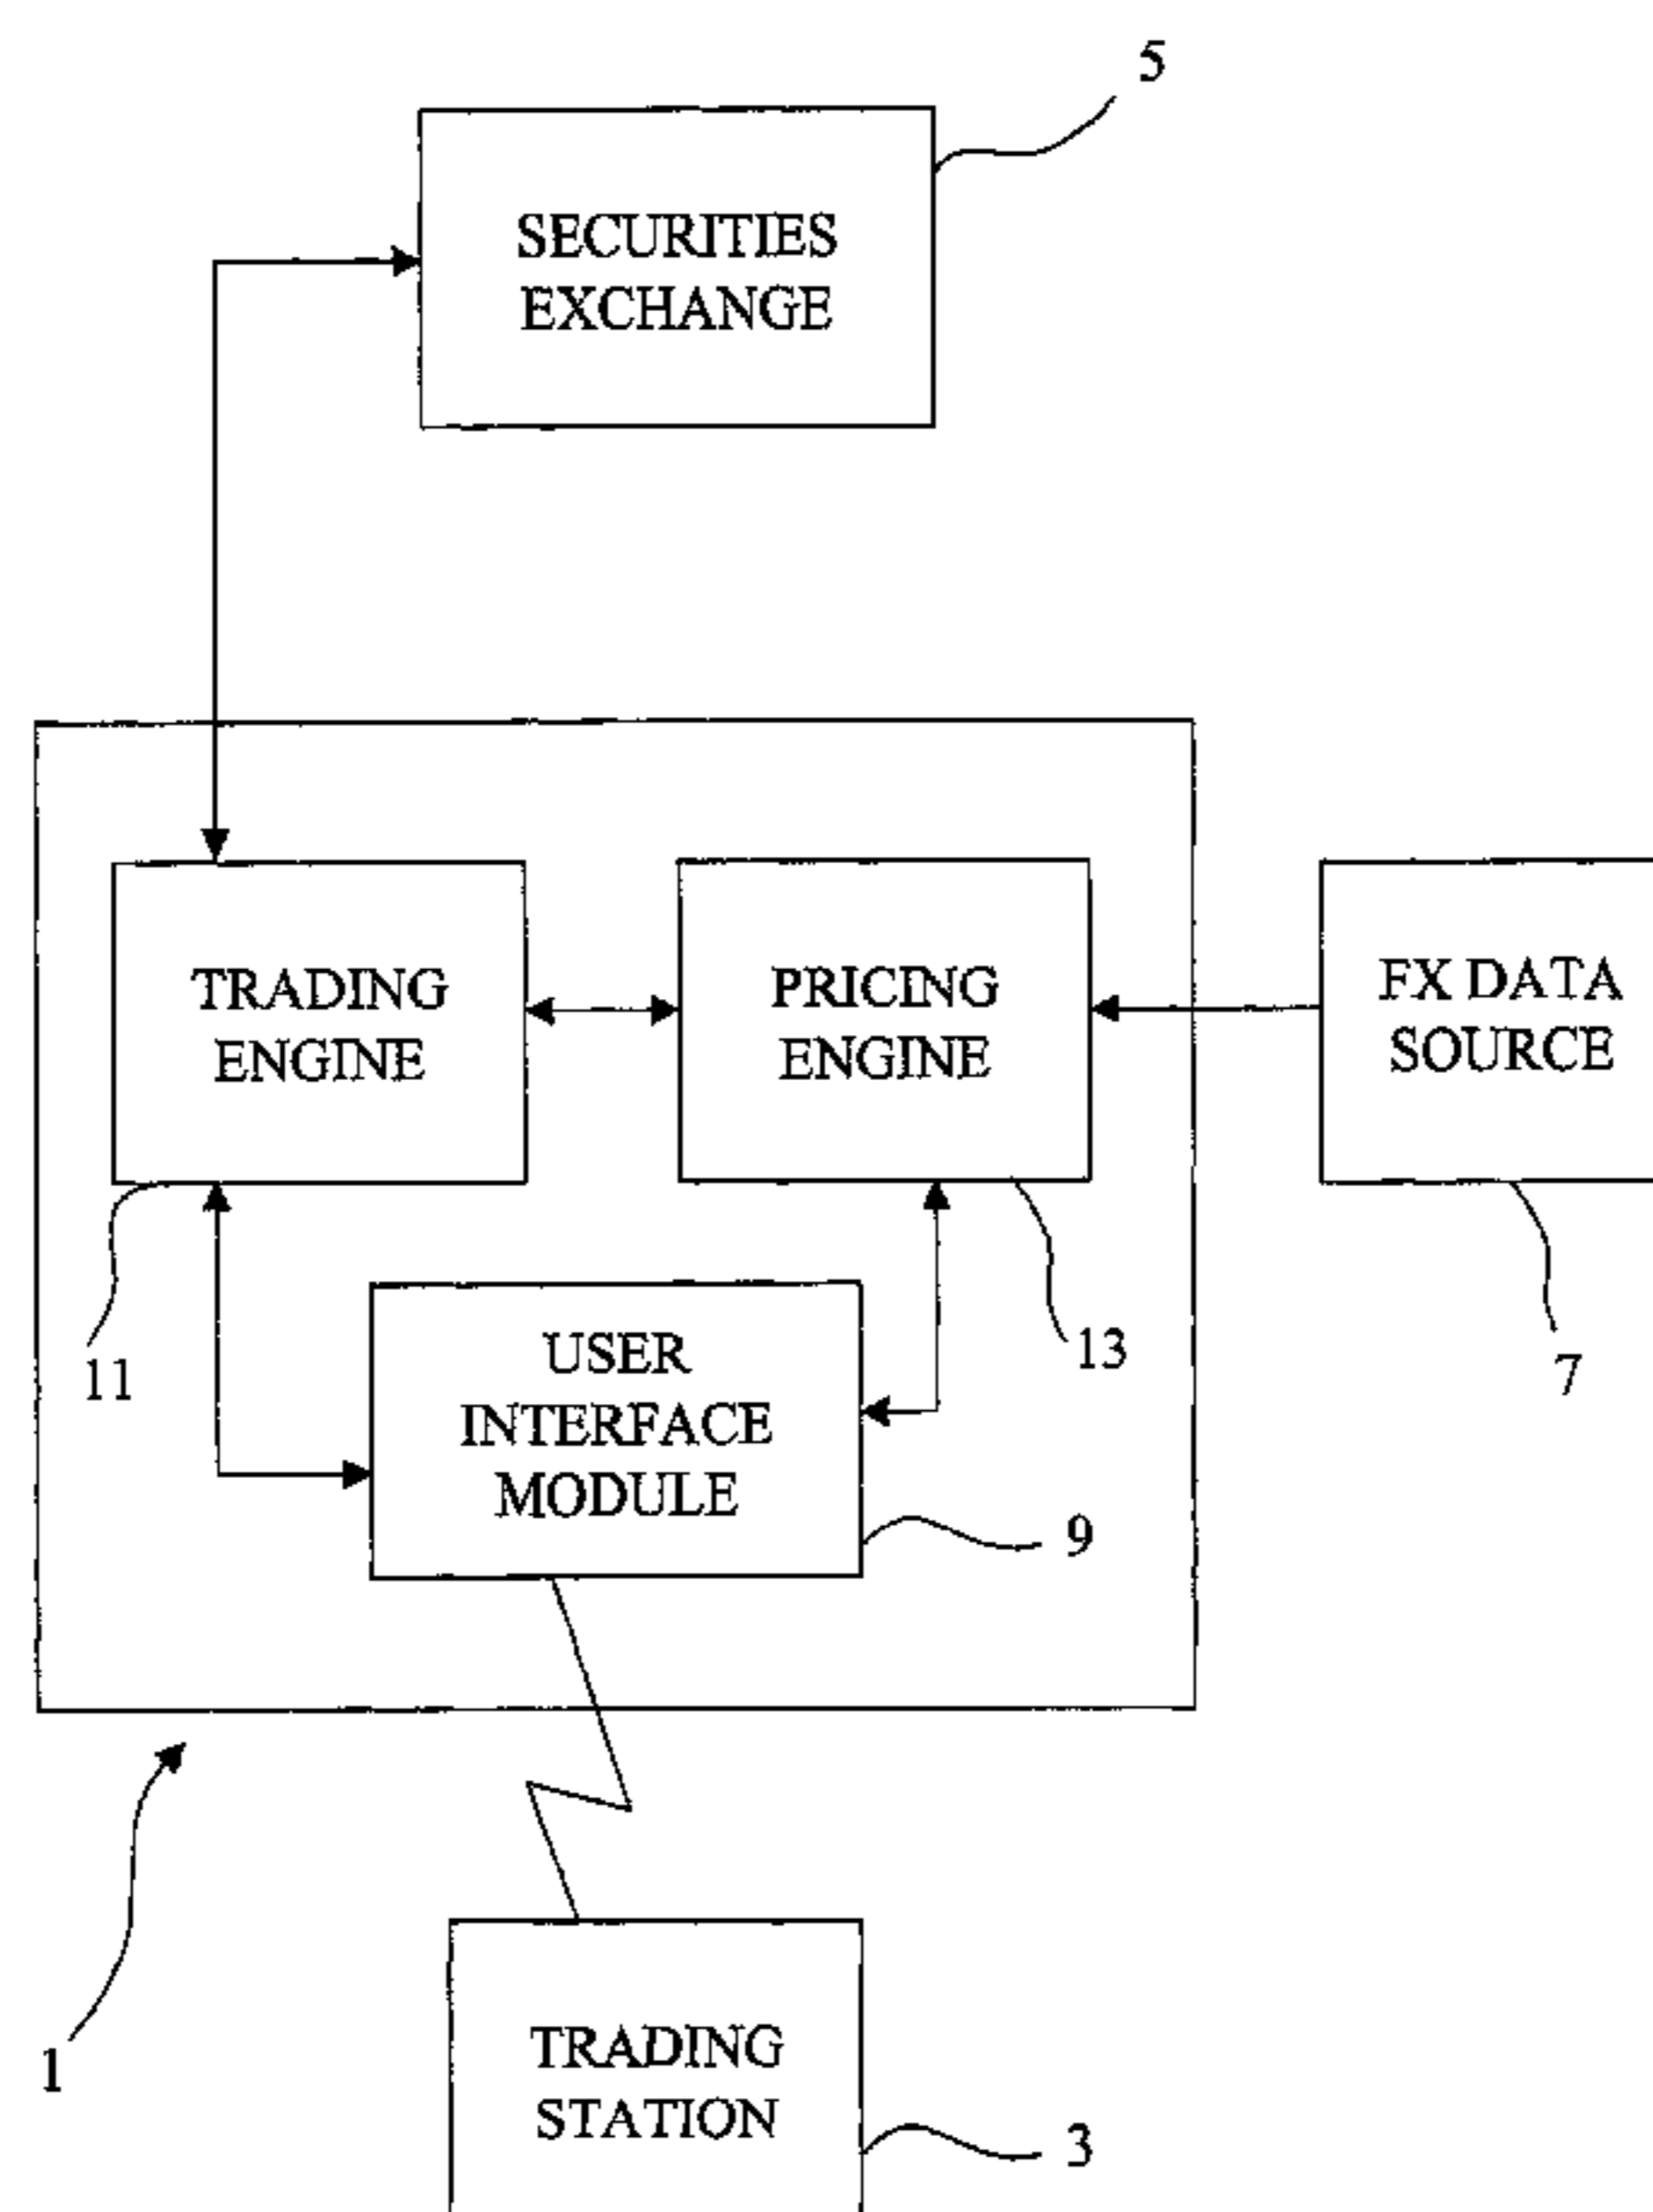 5
SECURITIES
EXCHANGE
TRADING
ENGINE
PRICING
ENGINE
FX DATA
SOURCE
11
13
7
USER
INTERFACE
MODULE
9
1
TRADING
STATION
3